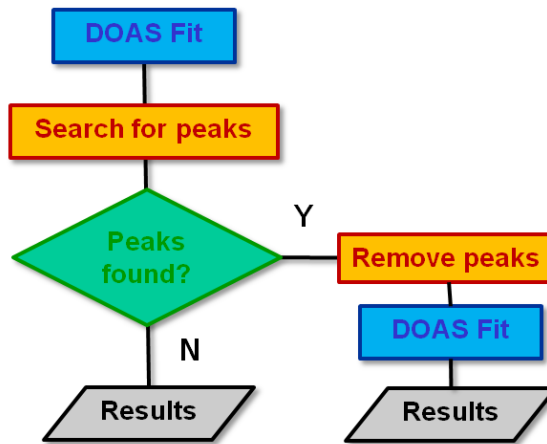 DOAS Fit
Search for peaks
Peaks
found?
Y
Remove peaks
DOAS Fit
N
Results
Results